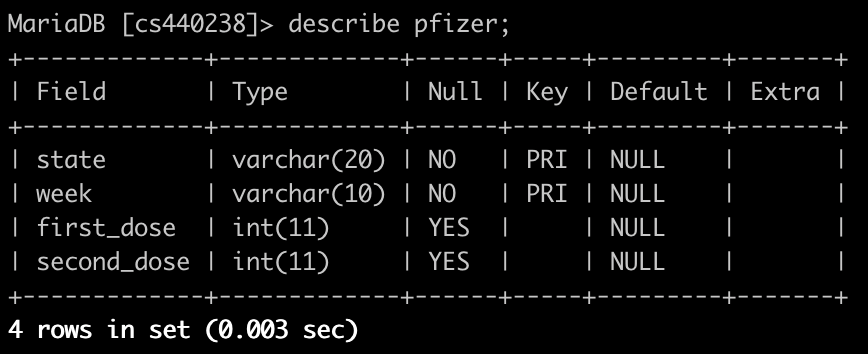 MariaDB [cs440238]> describe pfizer;
+-------------+-------------+------+-----+---------+-------+
| Field       | Type        | Null | Key | Default | Extra |
+-------------+-------------+------+-----+---------+-------+
| state       | varchar(20) | NO   | PRI | NULL    |       |
| week        | varchar(10) | NO   | PRI | NULL    |       |
| first_dose  | int(11)     | YES  |     | NULL    |       |
| second_dose | int(11)     | YES  |     | NULL    |       |
+-------------+-------------+------+-----+---------+-------+
4 rows in set (0.003 sec)